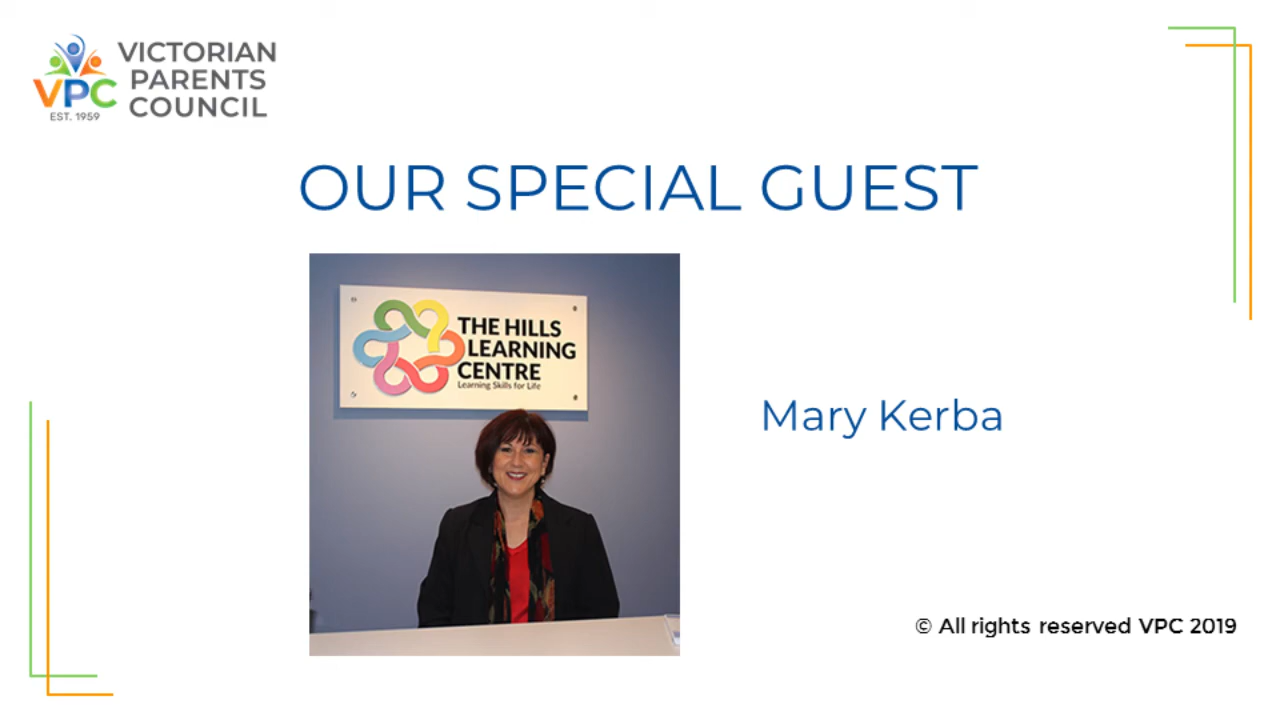 VICTORIAN
PARENTS
COUNCIL
VPC
EST. 1959
OUR SPECIAL GUEST
THE HILLS
LEARNING
CENTRE
Learning Skills for Life
Mary Kerba
© All rights reserved VPC 2019